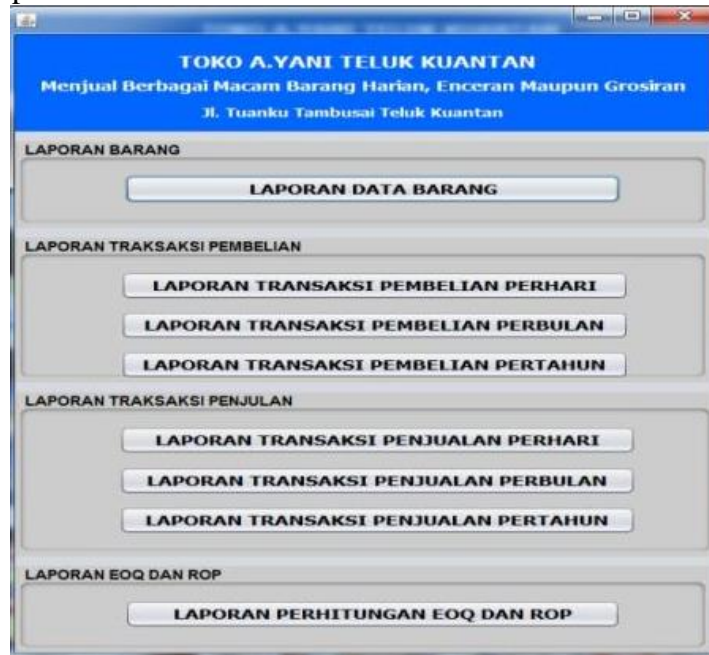 TOKO A.YANI TELUK KUANTAN
Menjual Berbagai Macam Barang Harian, Enceran Maupun Grosiran
Jl. Tuanku Tambusai Teluk Kuantan
LAPORAN BARANG
LAPORAN DATA BARANG
LAPORAN TRAKSAKSI PEMBELIAN
LAPORAN TRANSAKSI PEMBELIAN PERHARI
LAPORAN TRANSAKSI PEMBELIAN PERBULAN
LAPORAN TRANSAKSI PEMBELIAN PERTAHUN
LAPORAN TRAKSAKSI PENJULAN
LAPORAN TRANSAKSI PENJUALAN PERHARI
LAPORAN TRANSAKSI PENJUALAN PERBULAN
LAPORAN TRANSAKSI PENJUALAN PERTAHUN
LAPORAN EOQ DAN ROP
LAPORAN PERHITUNGAN EOQ DAN ROP